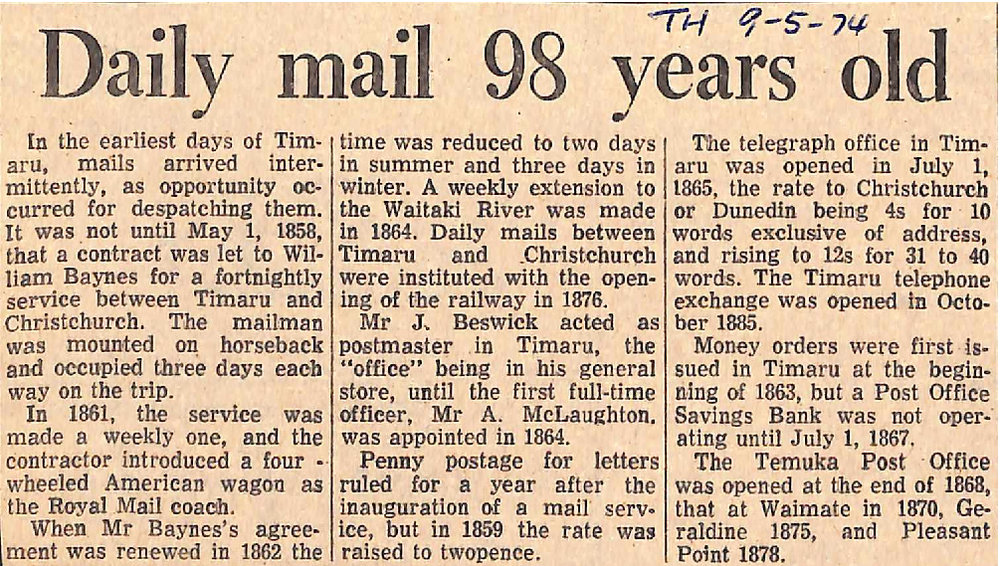 TH 9-5-74
Daily mail 98 years old
In the earliest days of Tim-
aru, mails arrived inter-
mittently, as opportunity oc-
curred for despatching them.
It was not until May 1, 1858,
that a contract was let to Wil-
liam Baynes for a fortnightly
service between Timaru and
Christchurch. The mailman
was mounted on horseback
and occupied three days each
way on the trip.
In 1861, the service was
made a weekly one, and the
contractor introduced a four -
wheeled American wagon as
the Royal Mail coach.
When Mr Baynes's agree-
ment was renewed in 1862 the
time was reduced to two days
in summer and three days in
winter. A weekly extension to
the Waitaki River was made
in 1864. Daily mails between
Timaru and Christchurch
were instituted with the open-
ing of the railway in 1876.
Mr J. Beswick acted as
postmaster in Timaru, the
"office" being in his general
store, until the first full-time
officer, Mr A. McLaughton,
was appointed in 1864.
Penny postage for letters
ruled for a year after the
inauguration of a mail serv-
ice, but in 1859 the rate was
raised to twopence.
The telegraph office in Tim-
aru was opened in July 1,
1865, the rate to Christchurch
or Dunedin being 4s for 10
words exclusive of address,
and rising to 12s for 31 to 40
words. The Timaru telephone
exchange was opened in Octo-
ber 1885.
Money orders were first is-
sued in Timaru at the begin-
ning of 1863, but a Post Office
Savings Bank was not oper-
ating until July 1, 1867.
The Temuka Post Office
was opened at the end of 1868,
that at Waimate in 1870, Ge-
raldine 1875, and Pleasant
Point 1878.